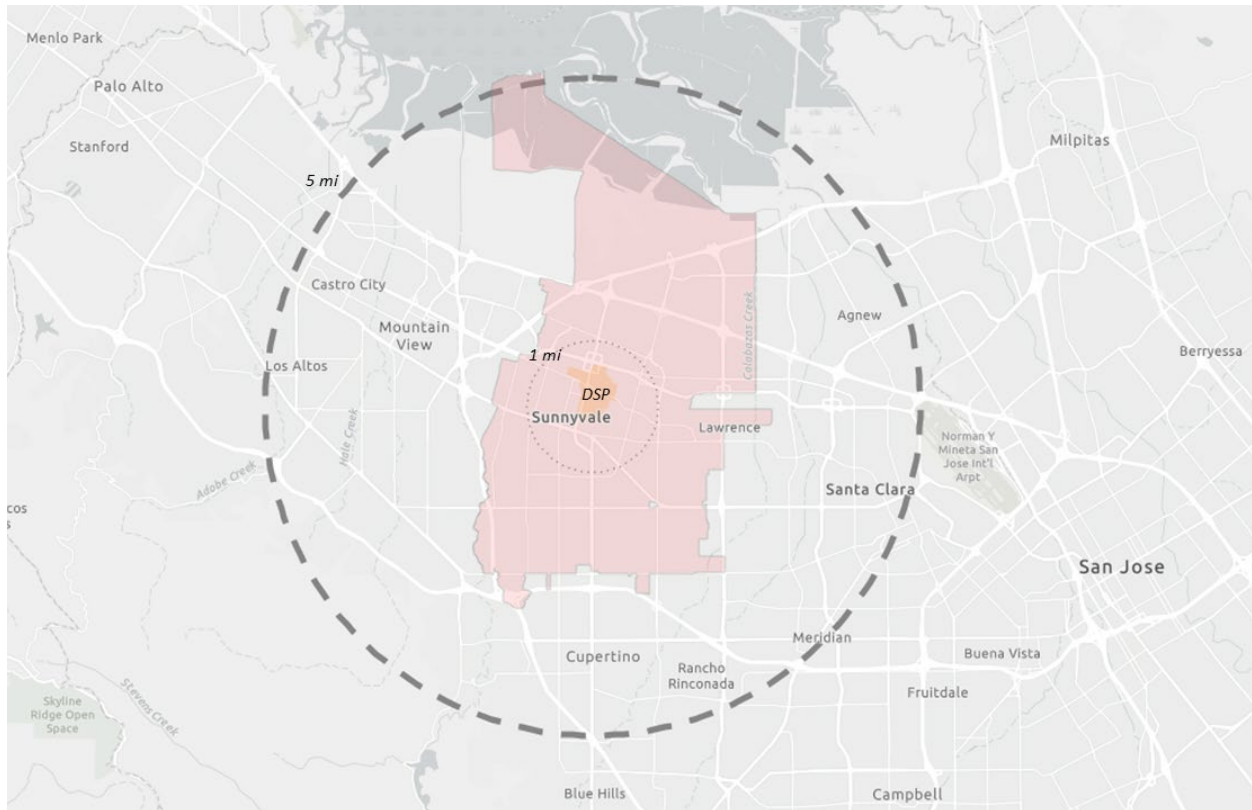 Menlo Park
Palo Alto
Stanford
Milpitas
5 mi
Castro City
Mountain
View
Agnew
Calabazas Creek
Berryessa
1 mi
Los Altos
DSP
Sunnyvale
Lawrence
Hale Creek
Norman Y
Mineta San
Jose Int'l
Arpt
Adobe Creek
Santa Clara
cos
s
San Jose
Meridian
Cupertino
Buena Vista
Rancho
Rinconada
Fruitdale
Skyline
Ridge Open
Space
Stevens Creek
Blue Hills
Campbell